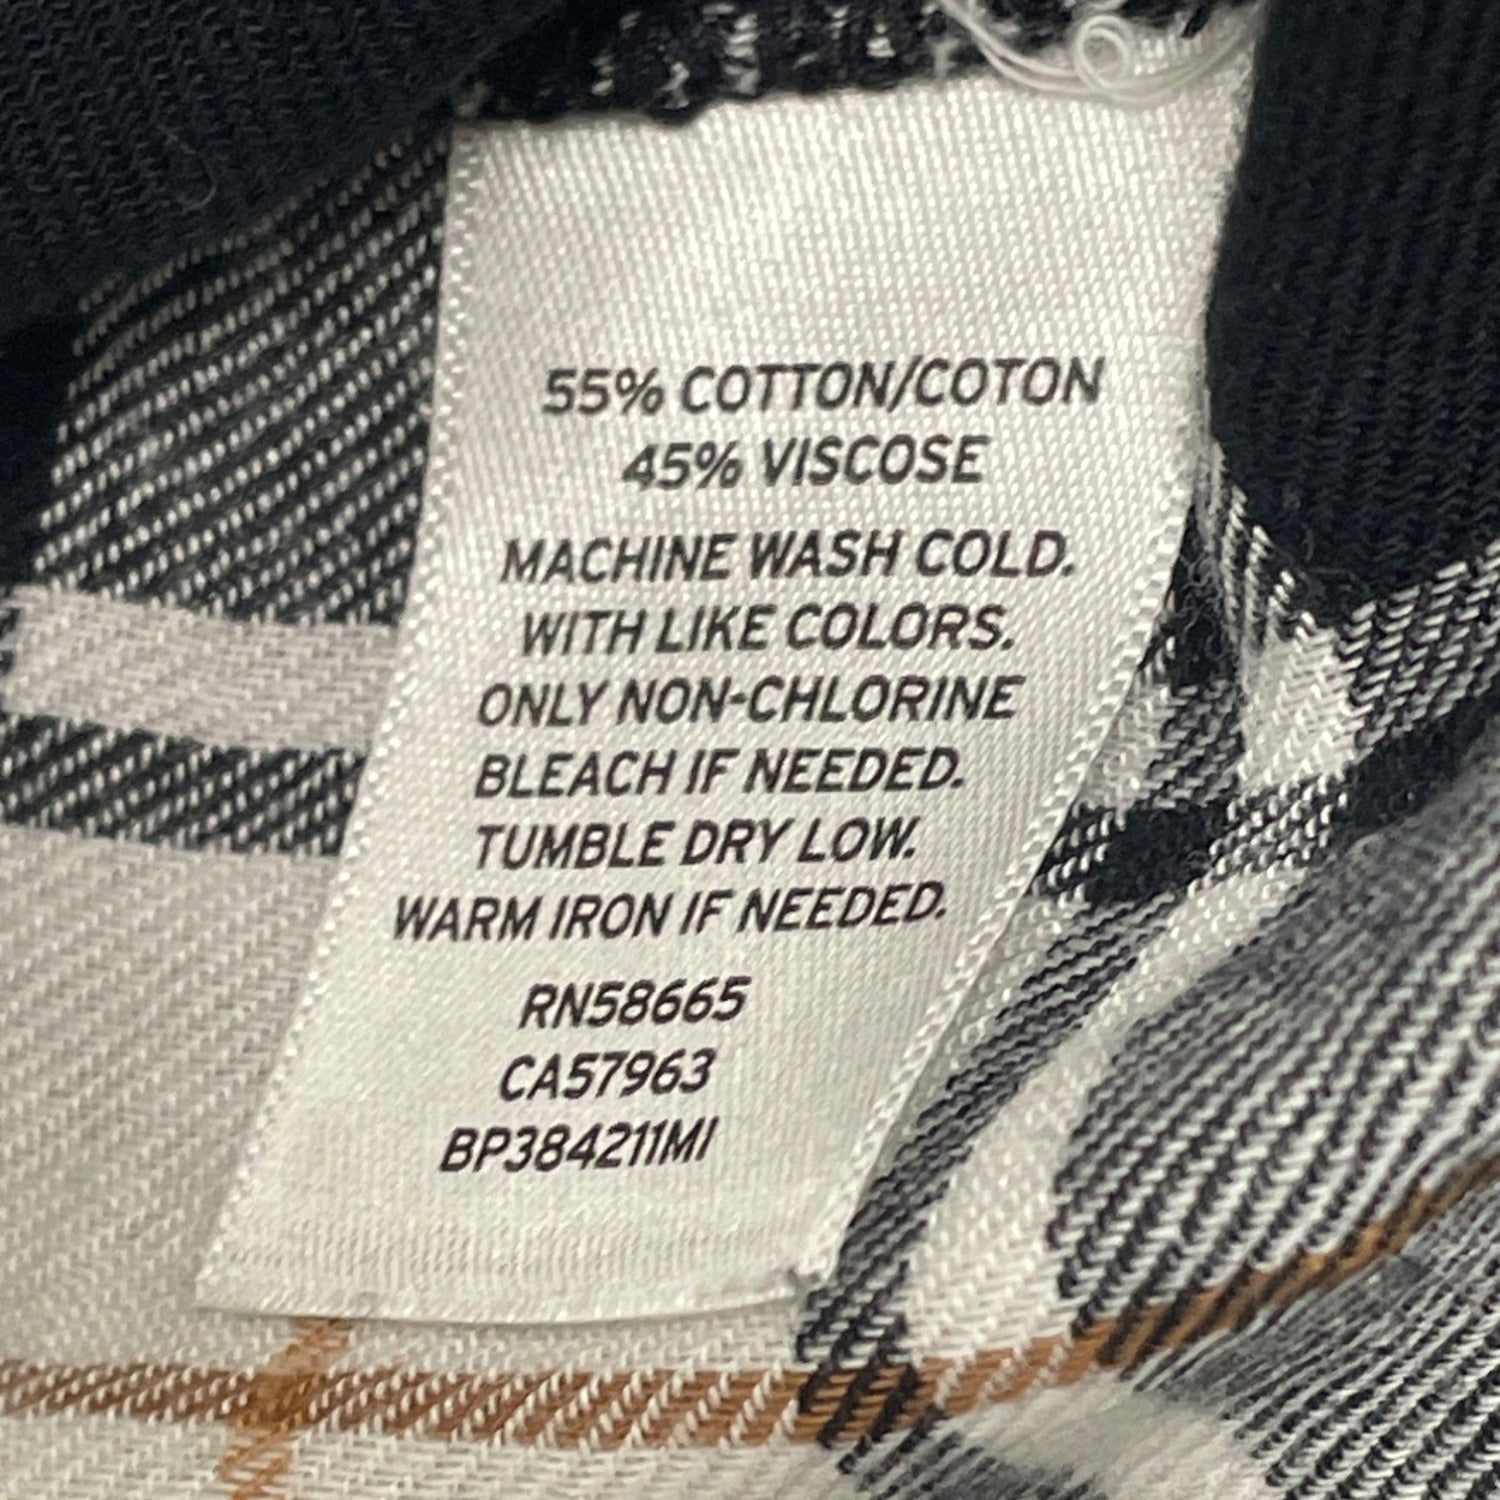 55% COTTON/COTON
45% VISCOSE
MACHINE WASH COLD.
WITH LIKE COLORS.
ONLY NON-CHLORINE
BLEACH IF NEEDED.
TUMBLE DRY LOW.
WARM IRON IF NEEDED.
RN58665
CA57963
BP384211MI